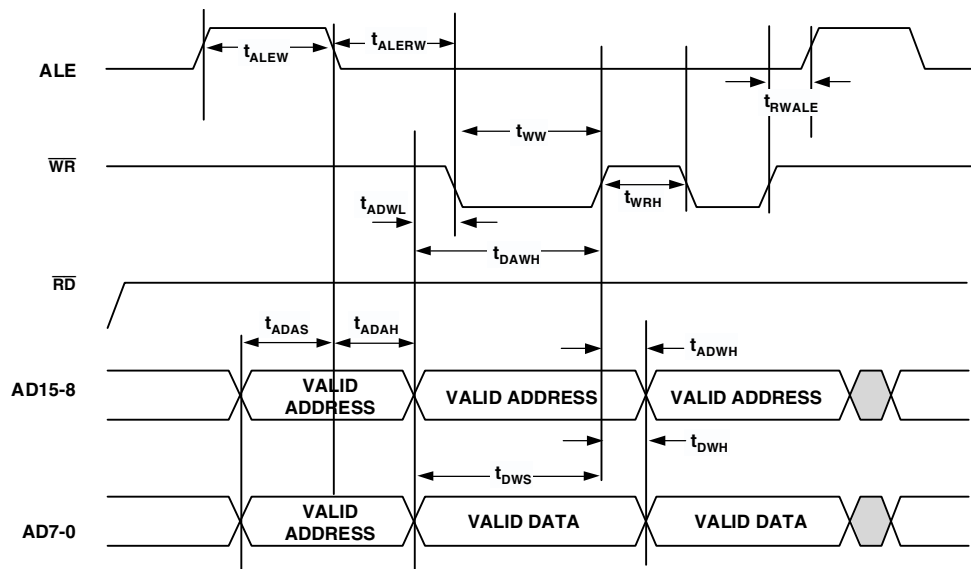 tALEW
tALERW
ALE
tRWALE
tWW
WR
tWRH
tADWL
tDAWH
RD
tADAS
tADAH
tADWH
AD15-8
VALID
ADDRESS
VALID ADDRESS
VALID ADDRESS
tDWH
tDWS
AD7-0
VALID
ADDRESS
VALID DATA
VALID DATA